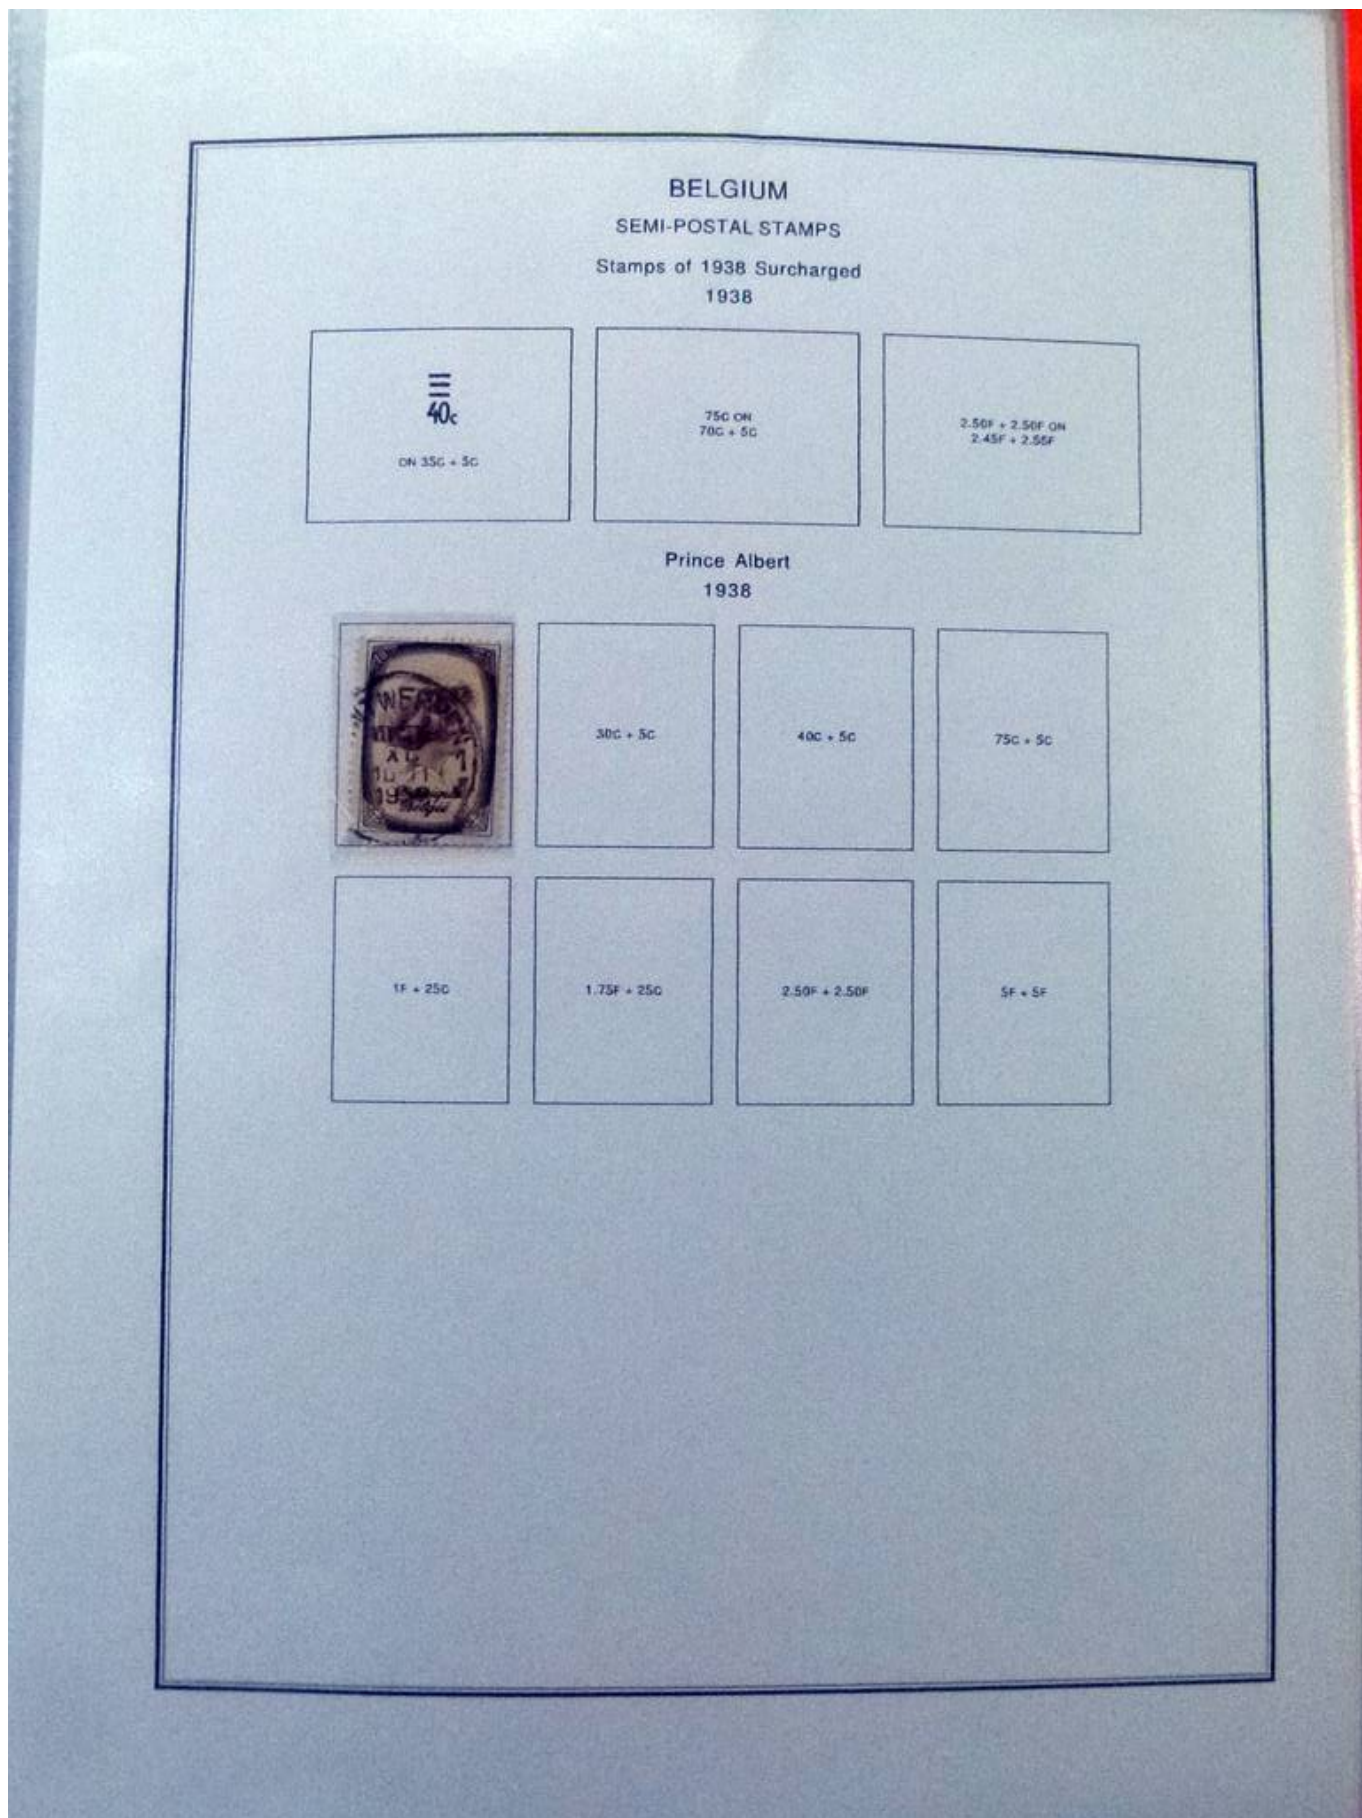 BELGIUM
SEMI-POSTAL STAMPS
Stamps of 1938 Surcharged
1938
40c
ON 35C + 5C
75C ON
70C + 5C
2.50F + 2.50F ON
2.45F + 2.55F
Prince Albert
1938
België
30C + 5C
40C + 5C
75C + 5C
1F + 25C
1.75F + 25C
2.50F + 2.50F
5F + 5F